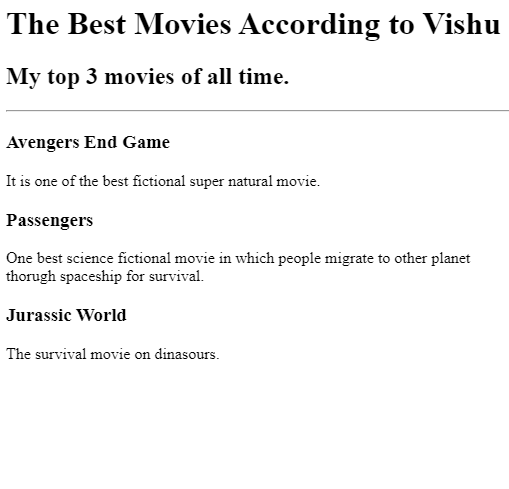 The Best Movies According to Vishu
My top 3 movies of all time.
Avengers End Game
It is one of the best fictional super natural movie.
Passengers
One best science fictional movie in which people migrate to other planet
thorugh spaceship for survival.
Jurassic World
The survival movie on dinasours.